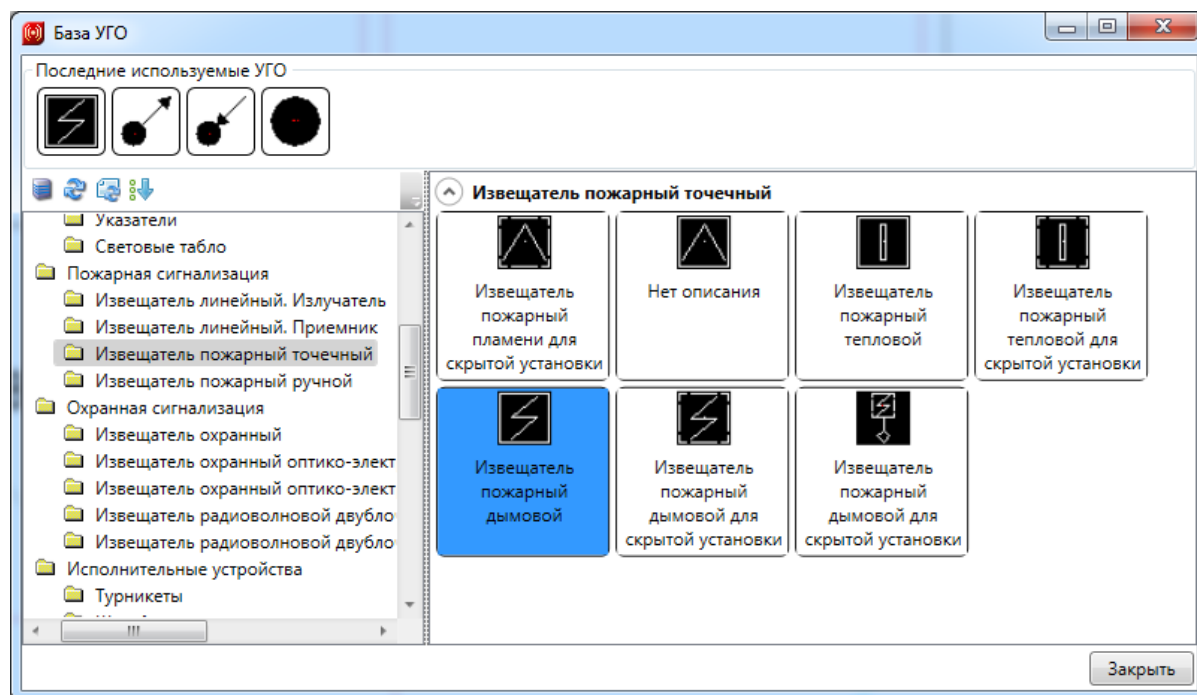 База УГО
Последние используемые УГО
Указатели
Световые табло
Пожарная сигнализация
Извещатель линейный. Излучатель
Извещатель линейный. Приемник
Извещатель пожарный точечный
Извещатель пожарный ручной
Охранная сигнализация
Извещатель охранный
Извещатель охранный оптико-элект
Извещатель охранный оптико-элект
Извещатель радиоволновой двубло
Извещатель радиоволновой двубло
Исполнительные устройства
Турникеты
Извещатель пожарный точечный
Извещатель
пожарный
пламени для
скрытой установки
Нет описания
Извещатель
пожарный
тепловой
Извещатель
пожарный
тепловой для
скрытой установки
Извещатель
пожарный
дымовой
Извещатель
пожарный
дымовой для
скрытой установки
Извещатель
пожарный
дымовой для
скрытой установки
Закрыть